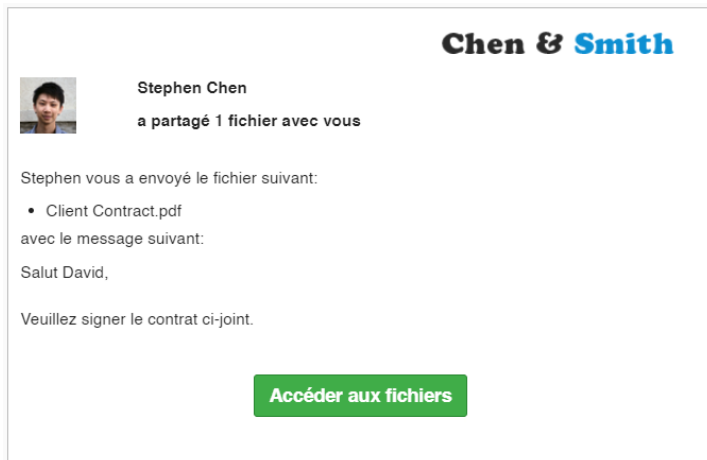 Chen & Smith
Stephen Chen
a partagé 1 fichier avec vous
Stephen vous a envoyé le fichier suivant:
• Client Contract.pdf
avec le message suivant:
Salut David,
Veuillez signer le contrat ci-joint.
Accéder aux fichiers